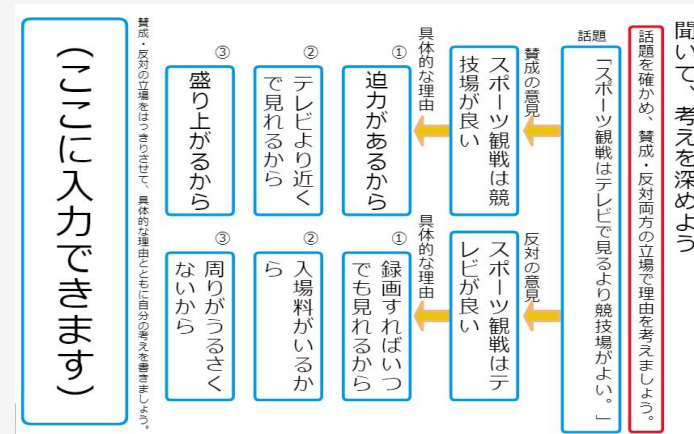 聞いて、考えを深めよう
話題を確かめ、賛成・反対両方の立場で理由を考えましょう。
話題
「スポーツ観戦はテレビで見るより競技場がよい。」
賛成の意見
スポーツ観戦は競
技場が良い
具体的な理由
①
迫力があるから
②
テレビより近く
で見れるから
③
盛り上がるから
反対の意見
スポーツ観戦はテ
レビが良い
具体的な理由
①
録画すればいつ
でも見れるから
②
入場料がいるか
ら
③
周りがうるさく
ないから
賛成・反対の立場をはっきりさせて、具体的な理由とともに自分の考えを書きましょう。
(ここに入力できます)